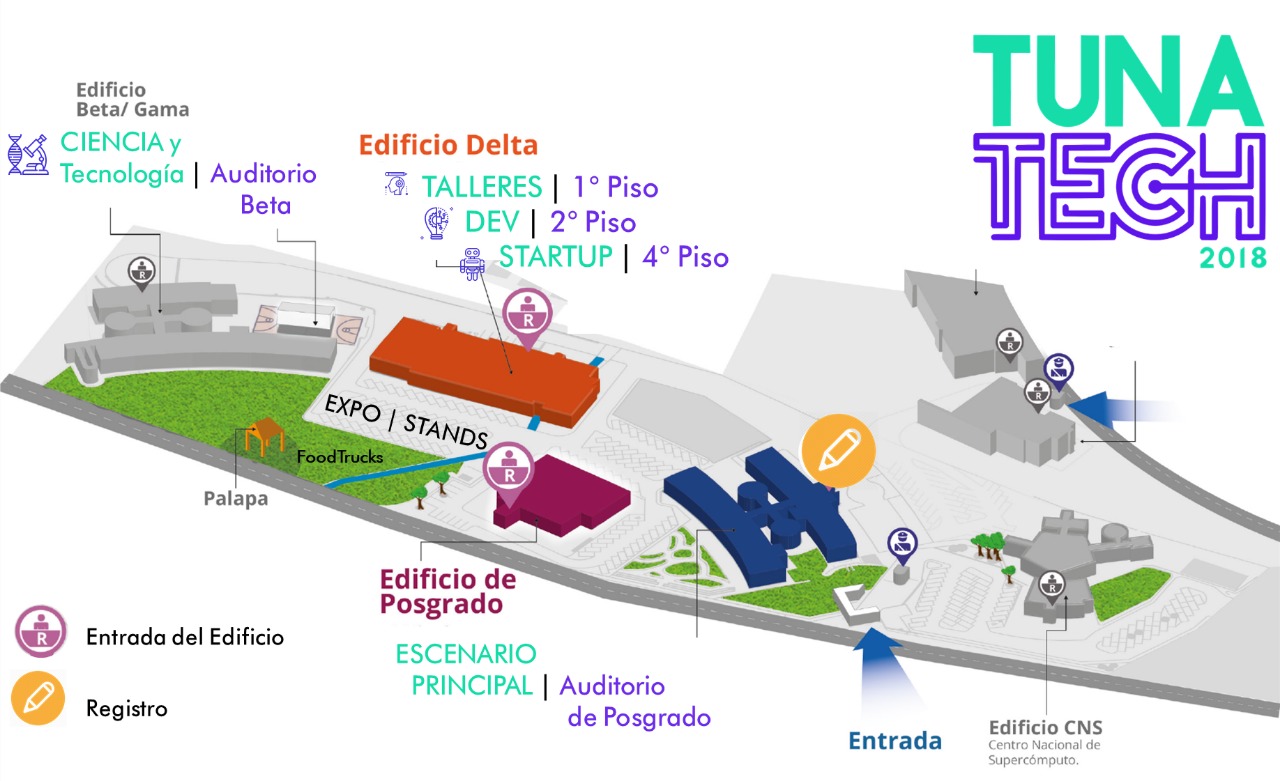 TUNA
TECH
2018
Edificio
Beta/ Gama
CIENCIA y
Tecnología | Auditorio
Beta
Edificio Delta
TALLERES | 1° Piso
DEV | 2° Piso
STARTUP | 4° Piso
R
R
R
R
EXPO | STANDS
R
FoodTrucks
Palapa
Edificio de
Posgrado
R
ESCENARIO
PRINCIPAL | Auditorio
de Posgrado
R
Entrada del Edificio
Registro
Entrada
Edificio CNS
Centro Nacional de
Supercómputo.